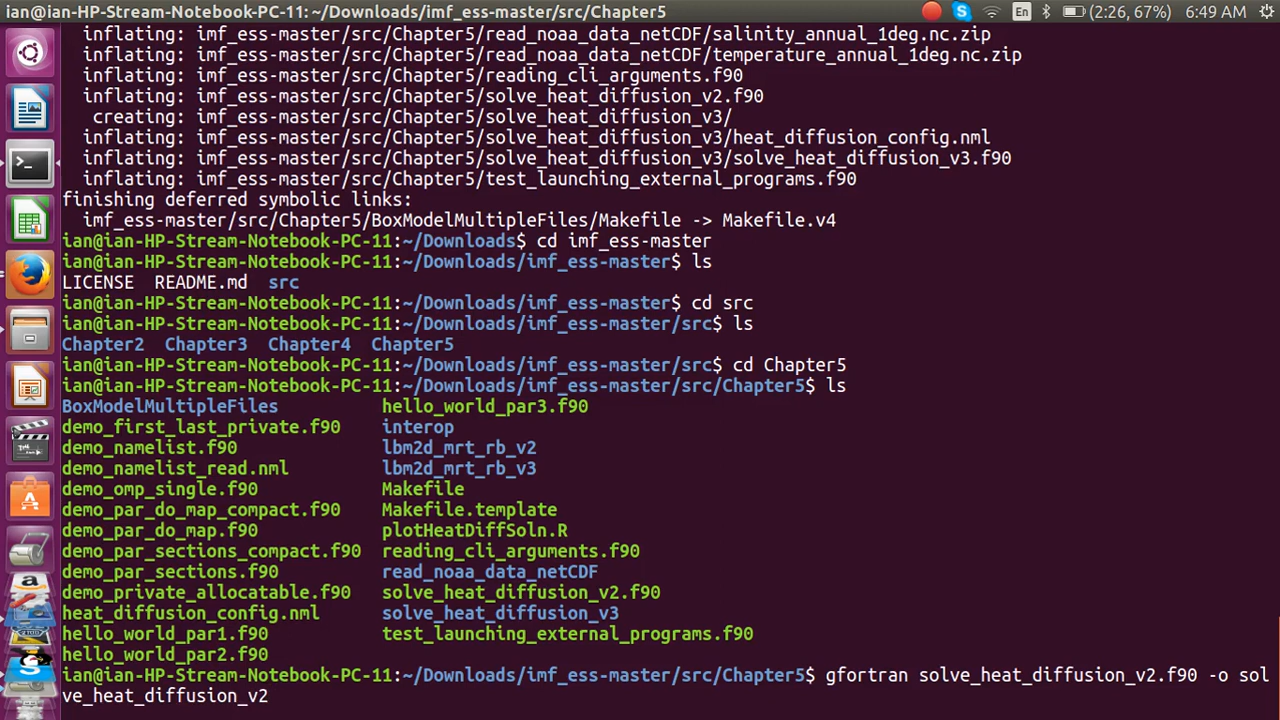 ian@ian-HP-Stream-Notebook-PC-11: ~/Downloads/imf_ess-master/src/Chapter5 En (2:26, 67%) 6:49 AM
inflating: imf_ess-master/src/Chapter5/read_noaa_data_netCDF/salinity_annual_1deg.nc.zip
inflating: imf_ess-master/src/Chapter5/read_noaa_data_netCDF/temperature_annual_1deg.nc.zip
inflating: imf_ess-master/src/Chapter5/reading_cli_arguments.f90
inflating: imf_ess-master/src/Chapter5/solve_heat_diffusion_v2.f90
creating: imf_ess-master/src/Chapter5/solve_heat_diffusion_v3/
inflating: imf_ess-master/src/Chapter5/solve_heat_diffusion_v3/heat_diffusion_config.nml
inflating: imf_ess-master/src/Chapter5/solve_heat_diffusion_v3/solve_heat_diffusion_v3.f90
inflating: imf_ess-master/src/Chapter5/test_launching_external_programs.f90
finishing deferred symbolic links:
imf_ess-master/src/Chapter5/BoxModelMultipleFiles/Makefile -> Makefile.v4
ian@ian-HP-Stream-Notebook-PC-11:~/Downloads$ cd imf_ess-master
ian@ian-HP-Stream-Notebook-PC-11:~/Downloads/imf_ess-master$ ls
LICENSE README.md src
ian@ian-HP-Stream-Notebook-PC-11:~/Downloads/imf_ess-master$ cd src
ian@ian-HP-Stream-Notebook-PC-11:~/Downloads/imf_ess-master/src$ ls
Chapter2 Chapter3 Chapter4 Chapter5
ian@ian-HP-Stream-Notebook-PC-11:~/Downloads/imf_ess-master/src$ cd Chapter5
ian@ian-HP-Stream-Notebook-PC-11:~/Downloads/imf_ess-master/src/Chapter5$ ls
BoxModelMultipleFiles hello_world_par3.f90
demo_first_last_private.f90 interop
demo_namelist.f90 lbm2d_mrt_rb_v2
demo_namelist_read.nml lbm2d_mrt_rb_v3
demo_omp_single.f90 Makefile
demo_par_do_map_compact.f90 Makefile.template
demo_par_do_map.f90 plotHeatDiffSoln.R
demo_par_sections_compact.f90 reading_cli_arguments.f90
demo_par_sections.f90 read_noaa_data_netCDF
demo_private_allocatable.f90 solve_heat_diffusion_v2.f90
heat_diffusion_config.nml solve_heat_diffusion_v3
hello_world_par1.f90 test_launching_external_programs.f90
hello_world_par2.f90
ian@ian-HP-Stream-Notebook-PC-11:~/Downloads/imf_ess-master/src/Chapter5$ gfortran solve_heat_diffusion_v2.f90 -o sol
ve_heat_diffusion_v2